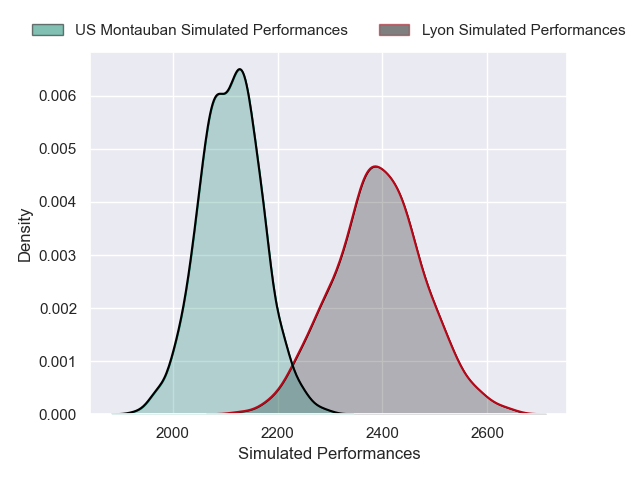 US Montauban Simulated Performances Lyon Simulated Performances
0.006
0.005
0.004
0.003
0.002
0.001
0.000
Density
2000 2200 2400 2600
Simulated Performances